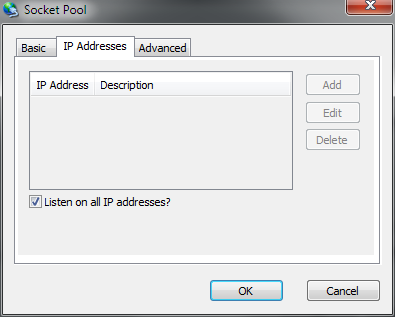 Socket Pool
Basic IP Addresses Advanced
IP Address Description
Add
Edit
Delete
Listen on all IP addresses?
OK Cancel